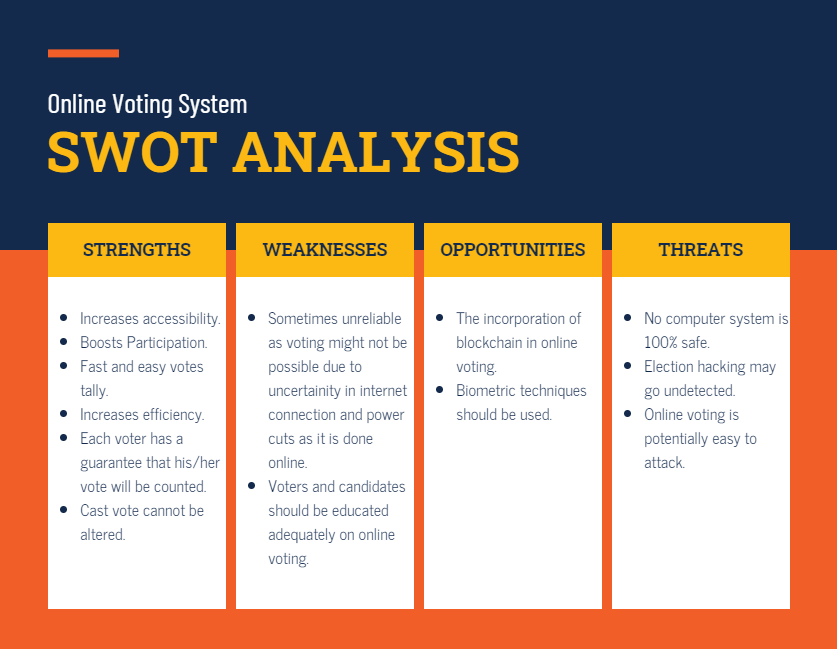 Online Voting System
SWOT ANALYSIS
STRENGTHS
Increases accessibility.
Boosts Participation.
Fast and easy votes
tally.
Increases efficiency.
Each voter has a
guarantee that his/her
vote will be counted.
Cast vote cannot be
altered.
WEAKNESSES
Sometimes unreliable
as voting might not be
possible due to
uncertainity in internet
connection and power
cuts as it is done
online.
Voters and candidates
should be educated
adequately on online
voting.
OPPORTUNITIES
The incorporation of
blockchain in online
voting.
Biometric techniques
should be used.
THREATS
No computer system is
100% safe.
Election hacking may
go undetected.
Online voting is
potentially easy to
attack.